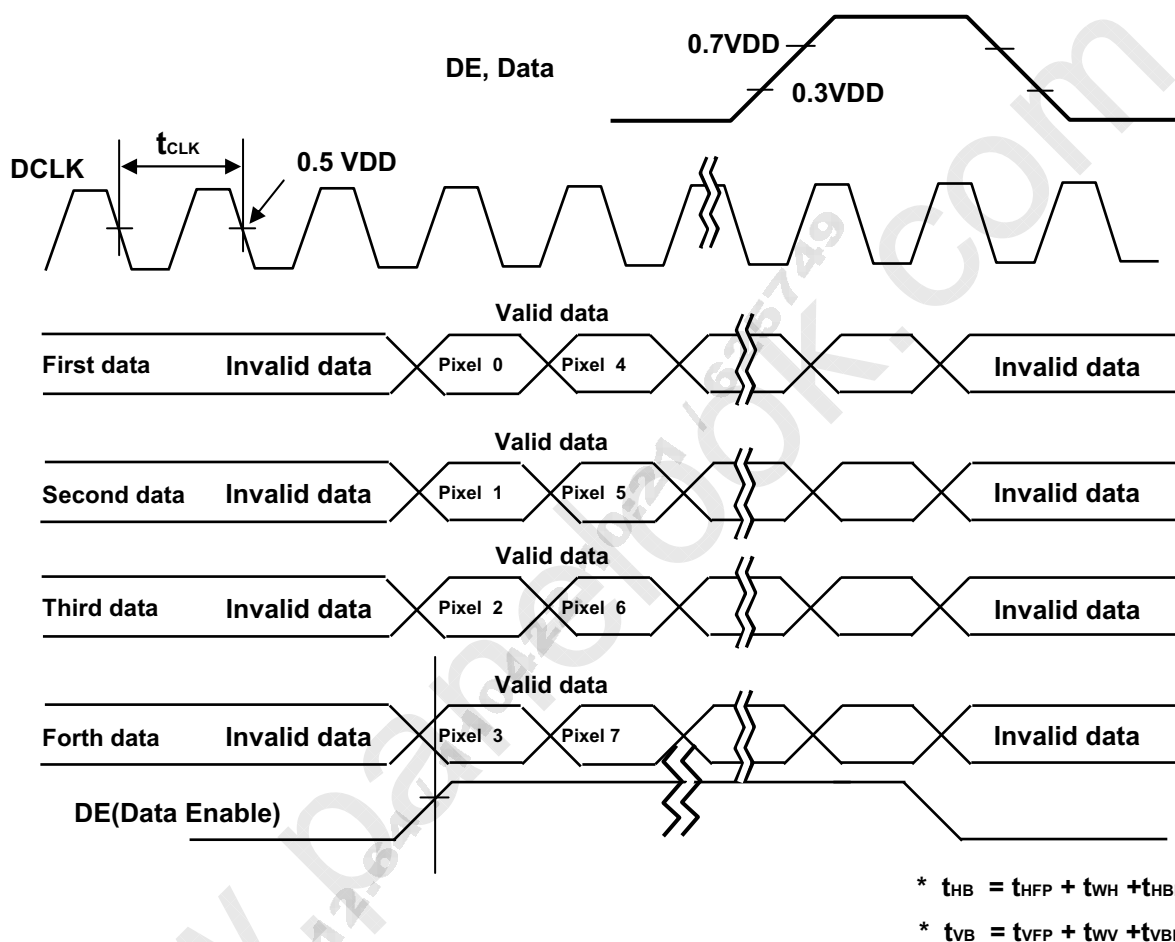 0.7VDD
DE, Data
0.3VDD
tCLK
0.5 VDD
DCLK
Valid data
First data Invalid data Pixel 0 Pixel 4 Invalid data
Valid data
Second data Invalid data Pixel 1 Pixel 5 Invalid data
Valid data
Third data Invalid data Pixel 2 Pixel 6 Invalid data
Valid data
Forth data Invalid data Pixel 3 Pixel 7 Invalid data
DE(Data Enable)
* tHB = tHFP + tWH +tHB
* tVB = tVFP + tWV +